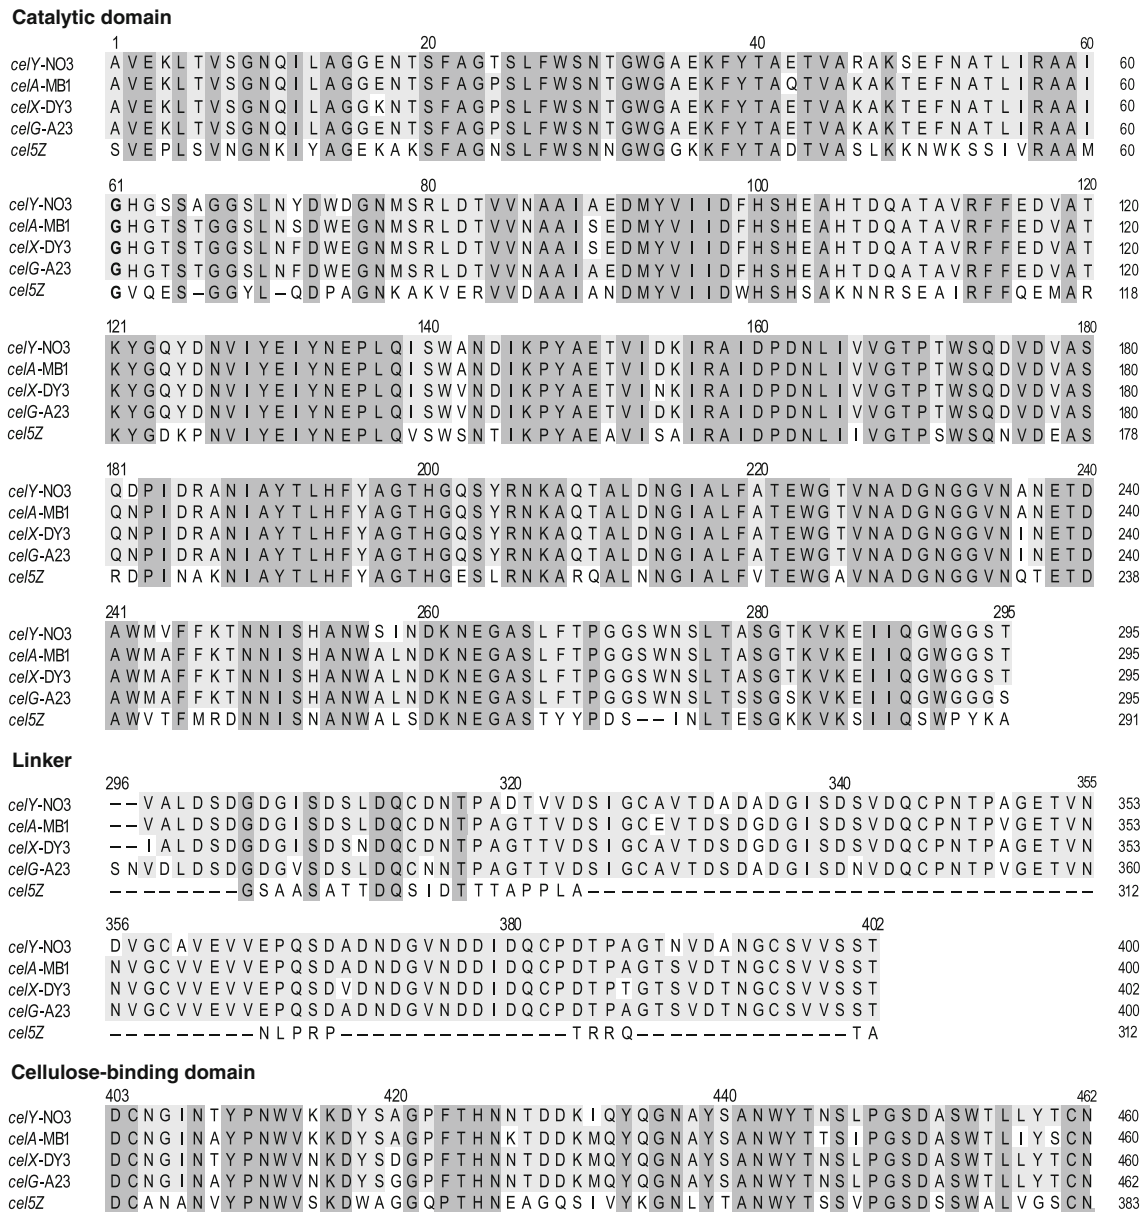 Catalytic domain
1 20 40 60
celY-NO3 AVEKLTVSGNQILAGGENTSFAGTSLFWSNTGWGAEKFYTAETVARAKSEFNATLIRAAI 60
celA-MB1 AVEKLTVSGNQILAGGENTSFAGPSLFWSNTGWGAEKFYTAQTVAKAKTEFNATLIRAAI 60
celX-DY3 AVEKLTVSGNQILAGGKNTSFAGPSLFWSNTGWGAEKFYTAETVAKAKTEFNATLIRAAI 60
celG-A23 AVEKLTVSGNQILAGGENTSFAGPSLFWSNTGWGAEKFYTAETVAKAKTEFNATLIRAAI 60
cel5Z SVEPLSVNGNKIYAGEKAKSFAGNSLFWSNNGWGGKKFYTADTVASLKKNWKSSIVRAAM 60
61 80 100 120
celY-NO3 GHGSSAGGSLNYDWDGNMSRLDTVVNAAIAEDMYVIIDFHSHEAHTDQATAVRFFEDVAT 120
celA-MB1 GHGTSTGGSLNSDWEGNMSRLDTVVNAAIAEDMYVIIDFHSHEAHTDQATAVRFFEDVAT 120
celX-DY3 GHGTSTGGSLNFDWEGNMSRLDTVVNAAISEDMYVIIDFHSHEAHTDQATAVRFFEDVAT 120
celG-A23 GHGTSTGGSLNFDWEGNMSRLDTVVNAAIAEDMYVIIDFHSHEAHTDQATAVRFFEDVAT 120
cel5Z GVQES–GGYL–QDPAGNKAKVERVVDAAIANDMYVIIDWHSHSAKNNRSEAIRFFQEMAR 118
121 140 160 180
celY-NO3 KYGQYDNVIYEIYNEPLQISWANDIKPYAETVIDKIRAIDPDNLIVVGTPTWSQDVDVAS 180
celA-MB1 KYGQYDNVIYEIYNEPLQISWVNDIKPYAETVIDKIRAIDPDNLIVVGTPTWSQDVDVAS 180
celX-DY3 KYGQYDNVIYEIYNEPLQISWVNDIKPYAETVINKIRAIDPDNLIVVGTPTWSQDVDVAS 180
celG-A23 KYGQYDNVIYEIYNEPLQISWVNDIKPYAETVIDKIRAIDPDNLIVVGTPTWSQDVDVAS 180
cel5Z KYGDKPNVIYEIYNEPLQVSWSNTIKPYAEAVISAIRAIDPDNLIIVGTPSWSQNVDEAS 178
181 200 220 240
celY-NO3 QDPIDRANIAYTLHFYAGTHGQSYRNKAQTALDNGIALFATEWGTVNADGNGGVNANETD 240
celA-MB1 QNPIDRANIAYTLHFYAGTHGQSYRNKAQTALDNGIALFATEWGTVNADGNGGVNINETD 240
celX-DY3 QNPIDRANIAYTLHFYAGTHGQSYRNKAQTALDNGIALFATEWGTVNADGNGGVNINETD 240
celG-A23 QNPIDRANIAYTLHFYAGTHGQSYRNKAQTALDNGIALFATEWGTVNADGNGGVNINETD 240
cel5Z RDPINAKNIAYTLHFYAGTHGESLRNKARQALNNGIALFVTEWGAVNADGNGGVNQTETD 238
241 260 280 295
celY-NO3 AWMVFFKTNNISHANWSINDKNEGASLFTPGGSWNSLTASGTKVKEIIQGWGGST 295
celA-MB1 AWMAFFKTNNISHANWALNDKNEGASLFTPGGSWNSLTASGTKVKEIIQGWGGST 295
celX-DY3 AWMAFFKTNNISHANWALNDKNEGASLFTPGGSWNSLTASGTKVKEIIQGWGGST 295
celG-A23 AWMAFFKTNNISHANWALNDKNEGASLFTPGGSWNSLTSSGSKVKEIIQGWGGS 295
cel5Z AWVTFMRDNNISNANWALSDKNEGASTYYPDS––INLTESGKKVKSIIQSWPYKA 291
Linker
296 320 340 355
celY-NO3 ––VALDSDGDGISDSLDQCDNTPADTVVDSIGCAVTDADADGISDSVDQCPNTPAGETVN 353
celA-MB1 ––VALDSDGDGISDSLDQCDNTPAGTTVDSIGCEVTDSDGDGISDSVDQCPNTPVGETVN 353
celX-DY3 ––IALDSDGDGISDSNDQCDNTPAGTTVDSIGCAVTDSDGDGISDSVDQCPNTPAGETVN 353
celG-A23 SNVDLDSDGDGVSDSLDQCNNTPAGTTVDSIGCAVTDSDADGISDNVDQCPNTPVGETVN 360
cel5Z ––––––––GSAASATTDQSIDTTTAPPLA––––––––––––––––––––––––––––––– 312
356 380 402
celY-NO3 DVGCAVEVVEPQSDADNDGVNDDIDQCPDTPAGTNVDANGCSVVSST 400
celA-MB1 NVGCVVEVVEPQSDADNDGVNDDIDQCPDTPAGTSVDTNGCSVVSST 400
celX-DY3 NVGCVVEVVEPQSDVDNDGVNDDIDQCPDTPTGTSVDTNGCSVVSST 402
celG-A23 NVGCVVEVVEPQSDADNDGVNDDIDQCPDTPAGTSVDTNGCSVVSST 400
cel5Z –––––––––NLPRP––––––––––––––TRRQ–––––––––––––TA 312
Cellulose-binding domain
403 420 440 462
celY-NO3 DCNGINTYPNWVKKDYSAGPFTHNNTDDKIQYQGNAYSANWYTNSLPGSDASWTLLYTCN 460
celA-MB1 DCNGINAYPNWVKKDYSAGPFTHNKTDDKMQYQGNAYSANWYTTSIPGSDASWTLIYSCN 460
celX-DY3 DCNGINTYPNWVNKDYSDGPFTHNNTDDKMQYQGNAYSANWYTNSLPGSDASWTLLYTCN 460
celG-A23 DCNGINAYPNWVKNDYSGGPFTHNNTDDKMQYQGNAYSANWYTNSLPGSDASWTLLYTCN 462
cel5Z DCANANVYPNWVSKDWAGGQPTHNEAGQSIVYKGNLYTANWYTSSVPGSDSSWALVGSCN 383